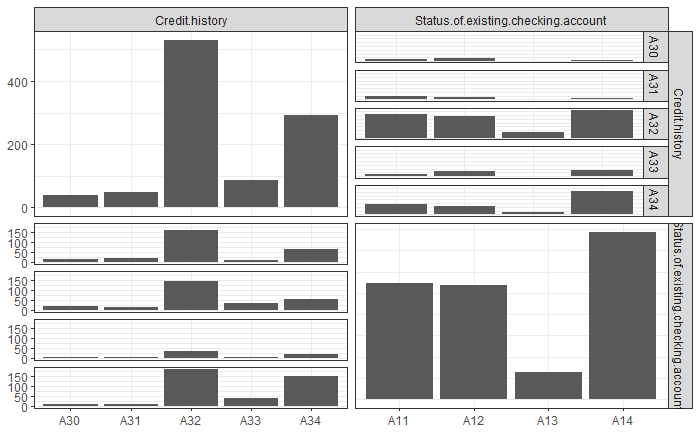 Credit.history
Status.of.existing.checking.account
400
200
0
A30
A31
A32
A33
A34
Credit.history
150
100
50
0
150
100
50
0
150
100
50
0
150
100
50
0
Status.of.existing.checking.account
A30
A31
A32
A33
A34
A11
A12
A13
A14